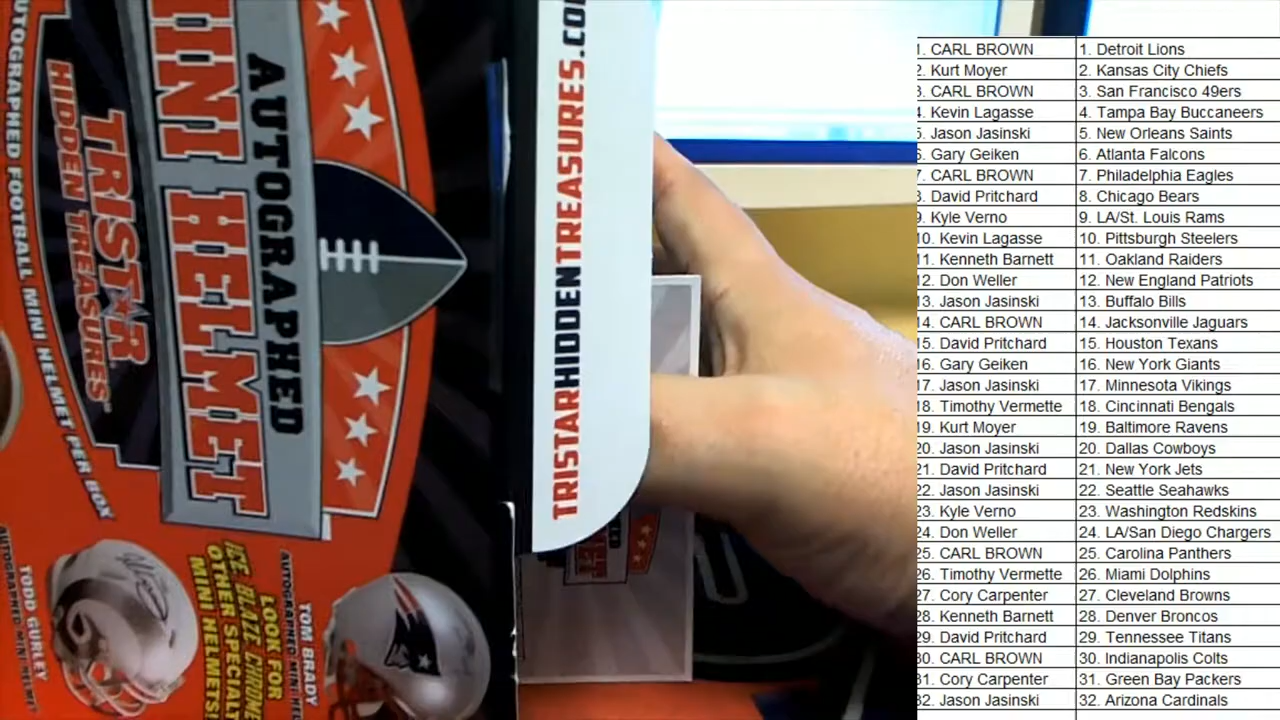 AUTOGRAPHED FOOTBALL MINI HELMET PER BOX
TRISTAR
HIDDEN TREASURES
MINI HELMET
AUTOGRAPHED
TRISTARHIDDENTREASURES.CO
TODD GURLEY
LOOK FOR
OTHER
MINI HELMETS
TOM BRADY
1. CARL BROWN 1. Detroit Lions
2. Kurt Moyer 2. Kansas City Chiefs
3. CARL BROWN 3. San Francisco 49ers
4. Kevin Lagasse 4. Tampa Bay Buccaneers
5. Jason Jasinski 5. New Orleans Saints
6. Gary Geiken 6. Atlanta Falcons
7. CARL BROWN 7. Philadelphia Eagles
8. David Pritchard 8. Chicago Bears
9. Kyle Verno 9. LA/St. Louis Rams
10. Kevin Lagasse 10. Pittsburgh Steelers
11. Kenneth Barnett 11. Oakland Raiders
12. Don Weller 12. New England Patriots
13. Jason Jasinski 13. Buffalo Bills
14. CARL BROWN 14. Jacksonville Jaguars
15. David Pritchard 15. Houston Texans
16. Gary Geiken 16. New York Giants
17. Jason Jasinski 17. Minnesota Vikings
18. Timothy Vermette 18. Cincinnati Bengals
19. Kurt Moyer 19. Baltimore Ravens
20. Jason Jasinski 20. Dallas Cowboys
21. David Pritchard 21. New York Jets
22. Jason Jasinski 22. Seattle Seahawks
23. Kyle Verno 23. Washington Redskins
24. Don Weller 24. LA/San Diego Chargers
25. CARL BROWN 25. Carolina Panthers
26. Timothy Vermette 26. Miami Dolphins
27. Cory Carpenter 27. Cleveland Browns
28. Kenneth Barnett 28. Denver Broncos
29. David Pritchard 29. Tennessee Titans
30. CARL BROWN 30. Indianapolis Colts
31. Cory Carpenter 31. Green Bay Packers
32. Jason Jasinski 32. Arizona Cardinals